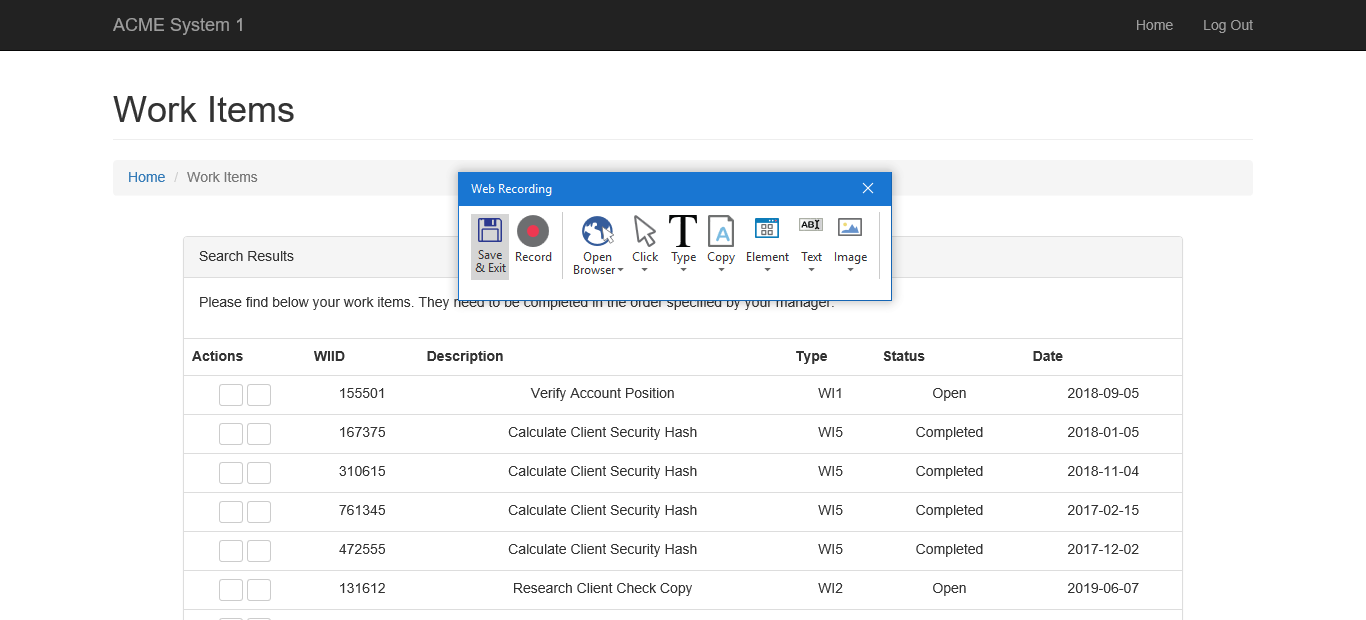 ACME System 1 Home Log Out
Work Items
Home / Work Items
Web Recording
Save & Exit
Record
Open Browser
Click
Type
Copy
Element
Text
Image
Search Results
Please find below your work items. They need to be completed in the order specified by your manager.
Actions WIID Description Type Status Date
155501 Verify Account Position WI1 Open 2018-09-05
167375 Calculate Client Security Hash WI5 Completed 2018-01-05
310615 Calculate Client Security Hash WI5 Completed 2018-11-04
761345 Calculate Client Security Hash WI5 Completed 2017-02-15
472555 Calculate Client Security Hash WI5 Completed 2017-12-02
131612 Research Client Check Copy WI2 Open 2019-06-07